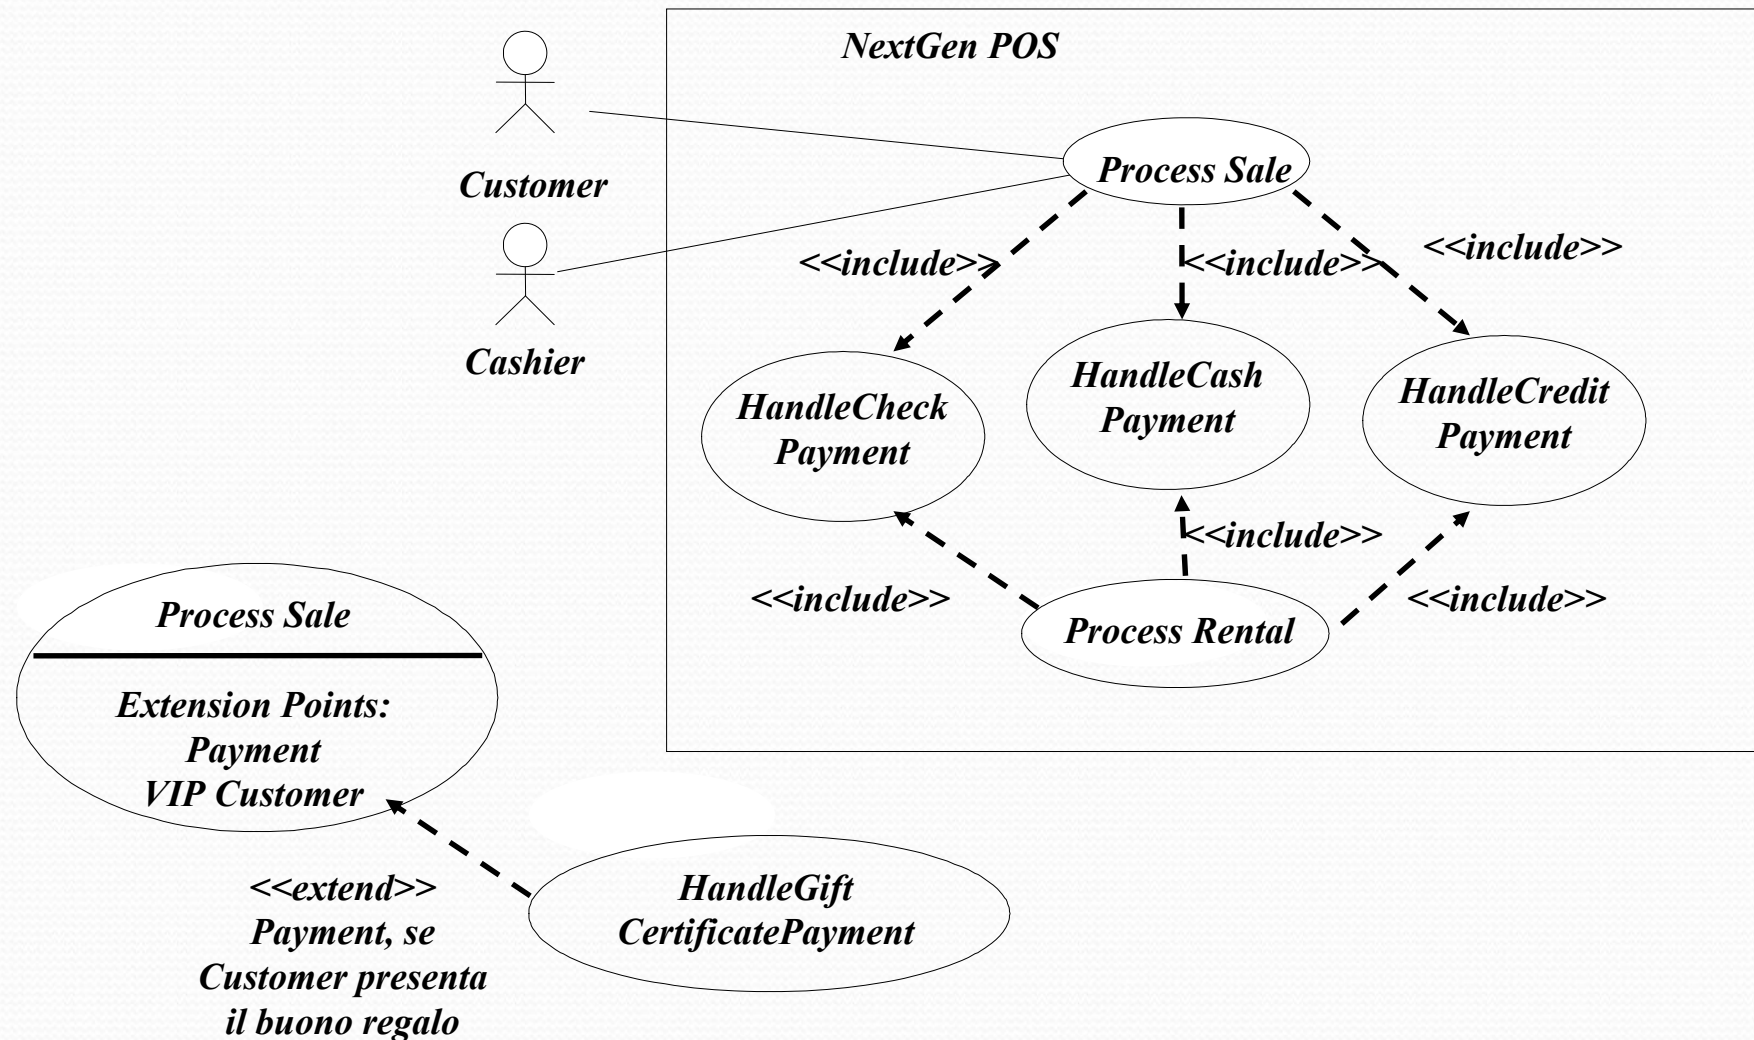 NextGen POS
Customer
Process Sale
<<include>>
<<include>>
<<include>>
Cashier
HandleCheck
Payment
HandleCash
Payment
HandleCredit
Payment
<<include>>
<<include>>
<<include>>
Process Rental
Process Sale
Extension Points:
Payment
VIP Customer
<<extend>>
Payment, se
Customer presenta
il buono regalo
HandleGift
CertificatePayment